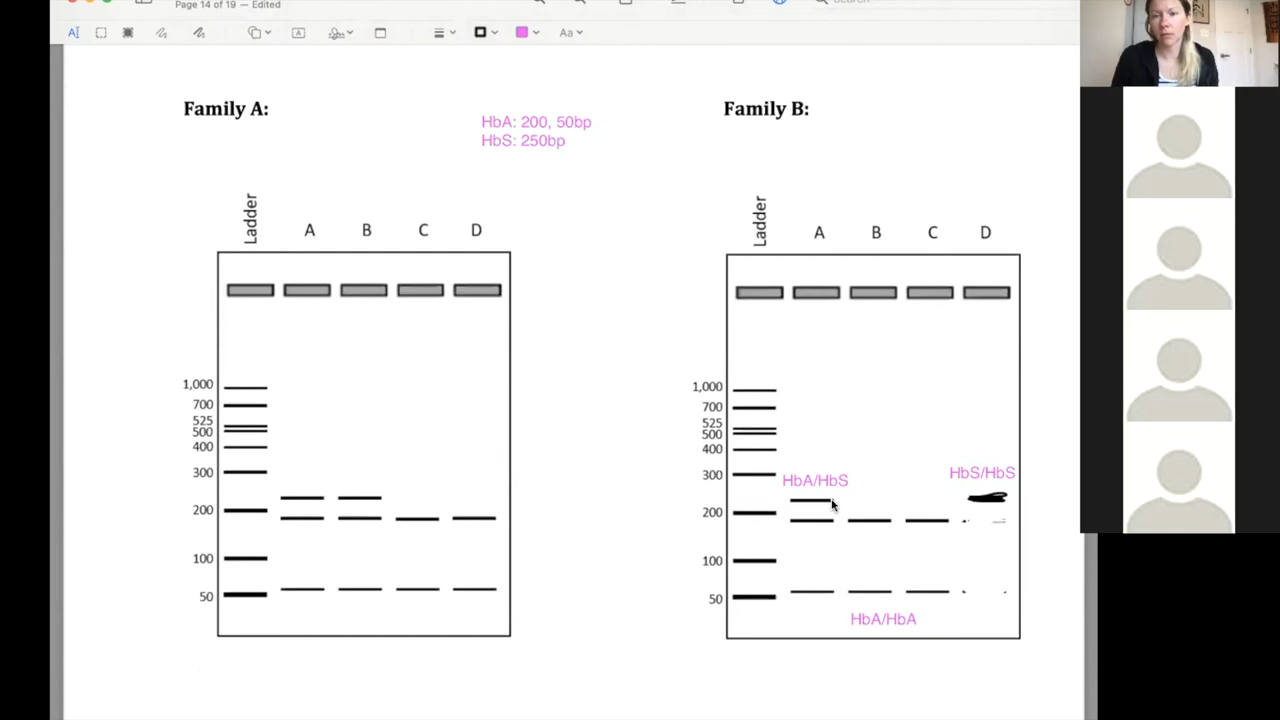 Page 14 of 19 — Edited
Search
A
Aa
Family A:
Family B:
HbA: 200, 50bp
HbS: 250bp
Ladder
A B C D
1,000
700
525
500
400
300
200
100
50
Ladder
A B C D
1,000
700
525
500
400
300
200
100
50
HbA/HbS
HbS/HbS
HbA/HbA